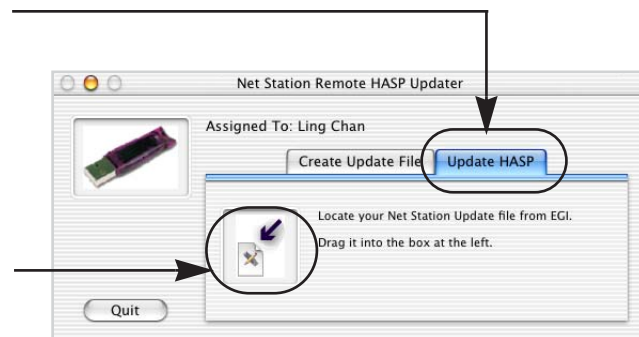 Net Station Remote HASP Updater
Assigned To: Ling Chan
Create Update File
Update HASP
Locate your Net Station Update file from EGI.
Drag it into the box at the left.
Quit